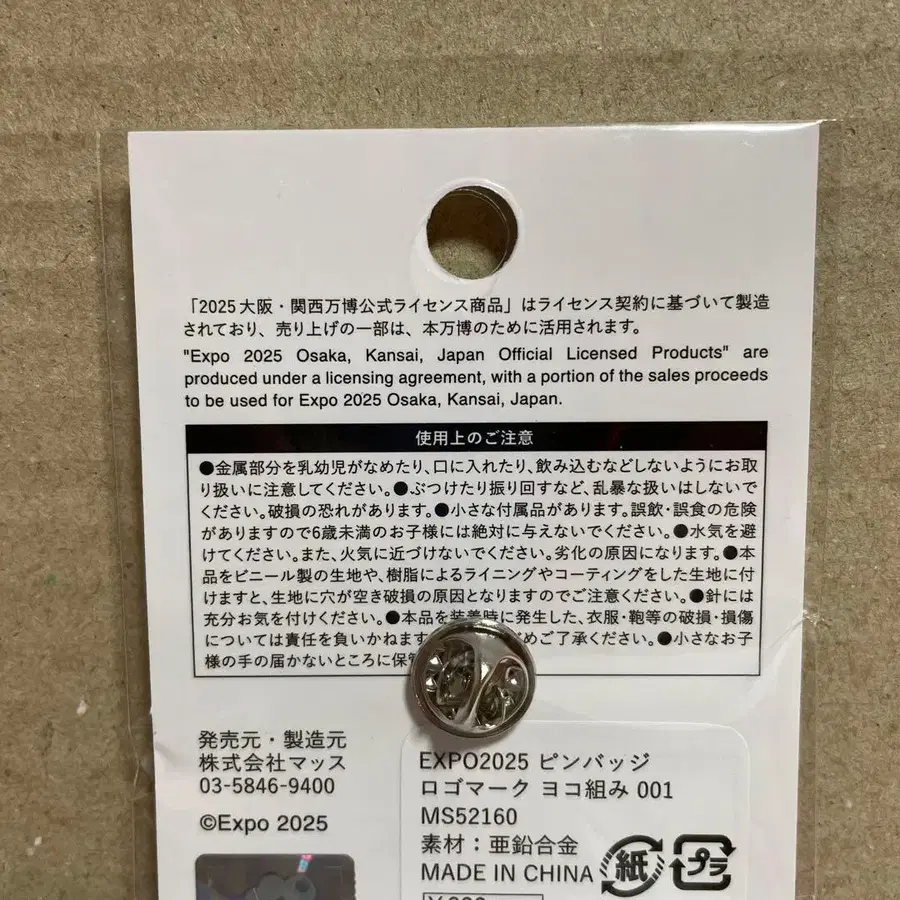 「2025大阪・関西万博公式ライセンス商品」はライセンス契約に基づいて製造
されており、売り上げの一部は、本万博のために活用されます。
"Expo 2025 Osaka, Kansai, Japan Official Licensed Products" are
produced under a licensing agreement, with a portion of the sales proceeds
to be used for Expo 2025 Osaka, Kansai, Japan.
使用上のご注意
●金属部分を乳幼児がなめたり、口に入れたり、飲み込むなどしないようにお取
り扱いに注意してください。●ぶつけたり振り回すなど、乱暴な扱いはしないで
ください。破損の恐れがあります。●小さな付属品があります。誤飲・誤食の危険
がありますので6歳未満のお子様には絶対に与えないでください。●水気を避
けてください。また、火気に近づけないでください。劣化の原因になります。●本
品をビニール製の生地や、樹脂によるライニングやコーティングをした生地に付
けますと、生地に穴が空き破損の原因となりますのでご注意ください。●針には
充分お気を付けください。●本品を装着時に発生した、衣服・鞄等の破損・損傷
については責任を負いかねます めご了承ください。●小さなお子
様の手の届かないところに保
発売元・製造元
株式会社マッス
03-5846-9400
©Expo 2025
EXPO2025 ピンバッジ
ロゴマーク ヨコ組み 001
MS52160
素材：亜鉛合金
MADE IN CHINA
紙
プラ